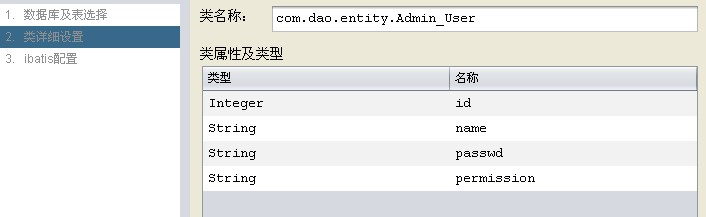 1. 数据库及表选择
2. 类详细设置
3. ibatis配置
类名称： com.dao.entity.Admin_User
类属性及类型
类型 名称
Integer id
String name
String passwd
String permission